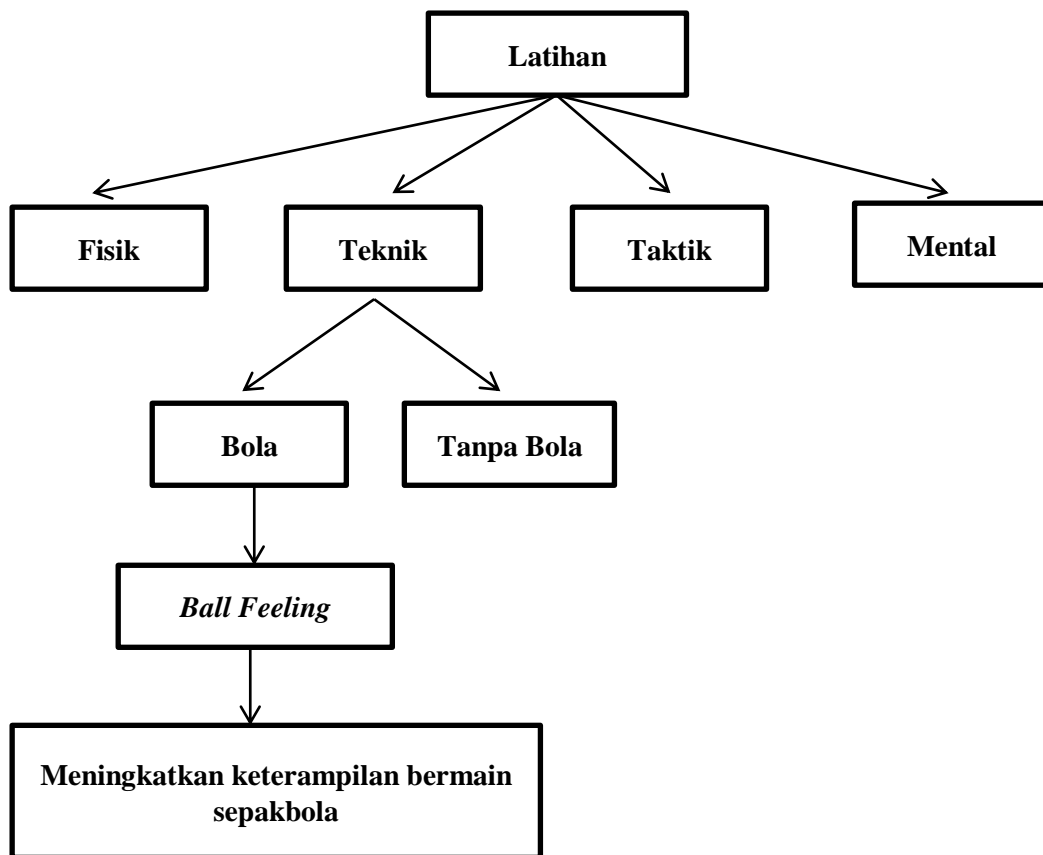 Latihan
Fisik
Teknik
Taktik
Mental
Bola
Tanpa Bola
Ball Feeling
Meningkatkan keterampilan bermain
sepakbola